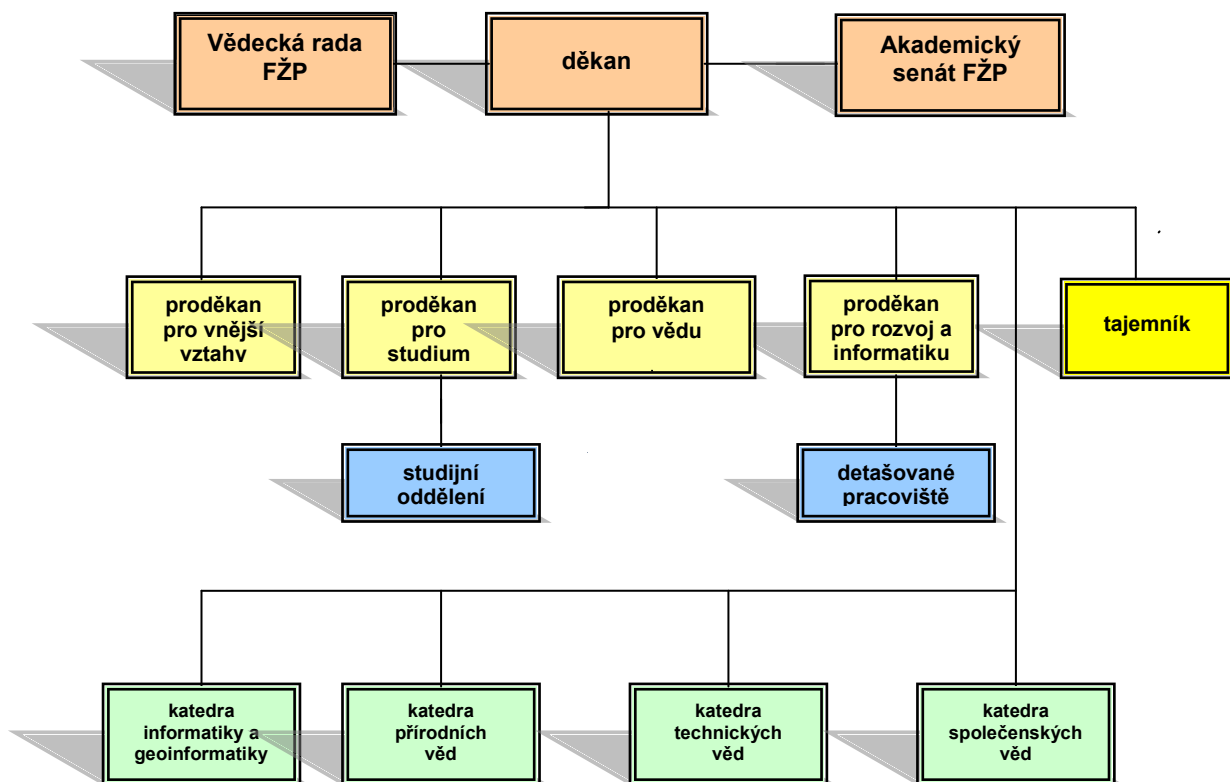 Vědecká rada
FŽP
děkan
Akademický
senát FŽP
proděkan
pro vnější
vztahy
proděkan
pro
studium
proděkan
pro vědu
proděkan
pro rozvoj a
informatiku
tajemník
studijní
oddělení
detašované
pracoviště
katedra
informatiky a
geoinformatiky
katedra
přírodních
věd
katedra
technických
věd
katedra
společenských
věd